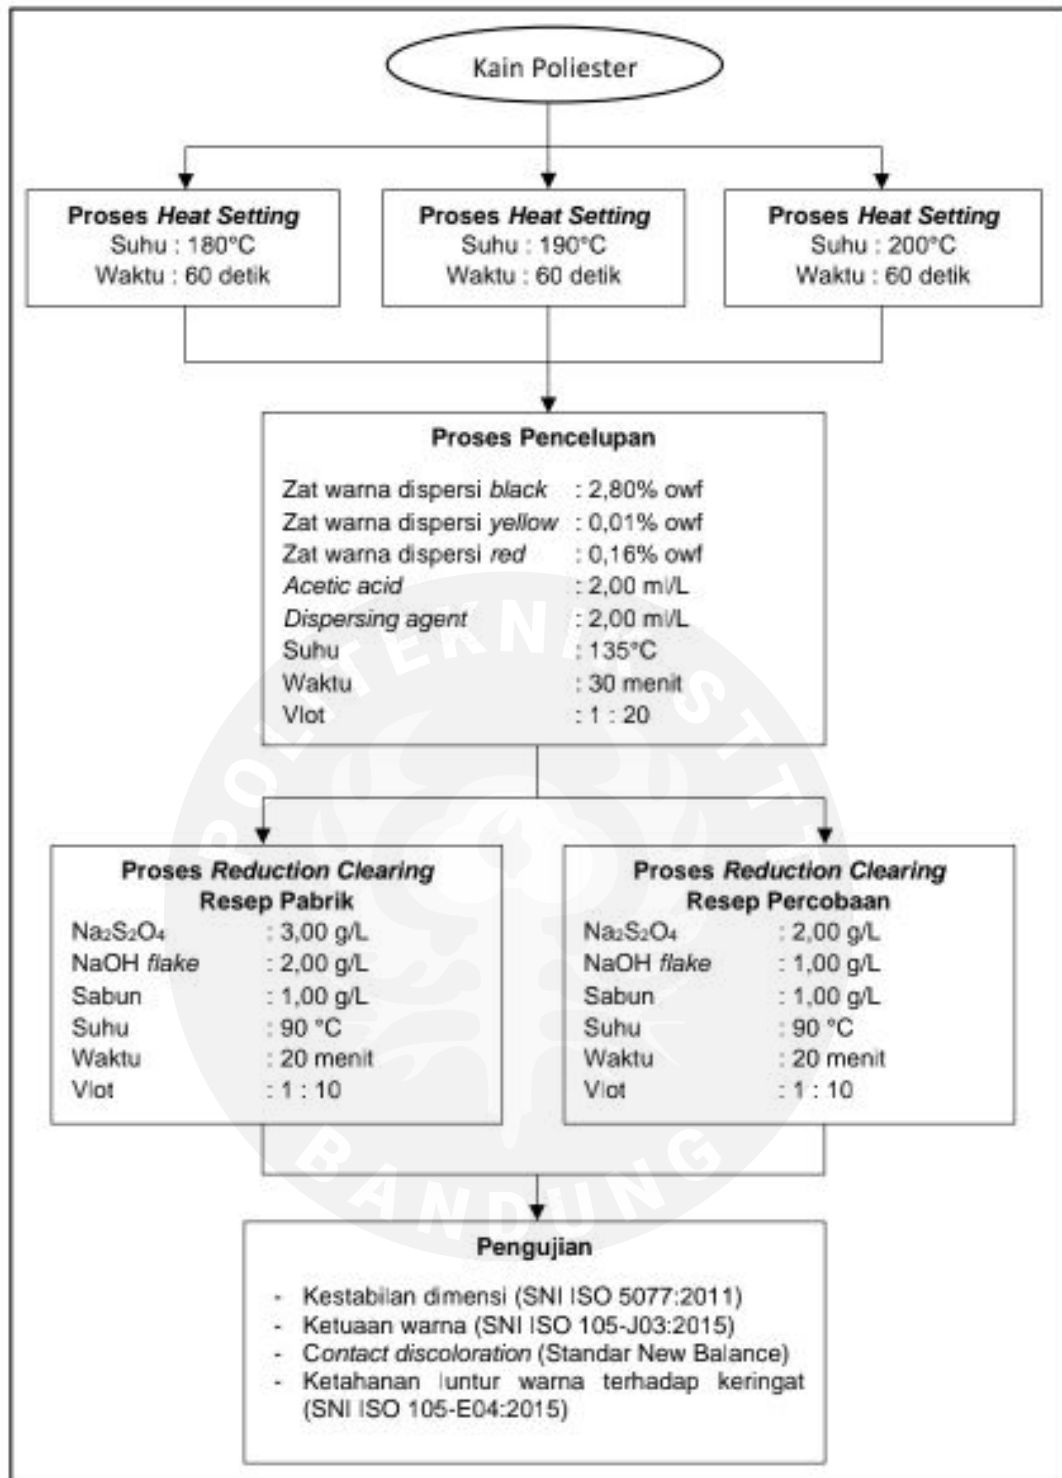 Kain Poliester
Proses Heat Setting
Suhu : 180°C
Waktu : 60 detik
Proses Heat Setting
Suhu : 190°C
Waktu : 60 detik
Proses Heat Setting
Suhu : 200°C
Waktu : 60 detik
Proses Pencelupan
Zat warna dispersi black : 2,80% owf
Zat warna dispersi yellow : 0,01% owf
Zat warna dispersi red : 0,16% owf
Acetic acid : 2,00 ml/L
Dispersing agent : 2,00 ml/L
Suhu : 135°C
Waktu : 30 menit
Vlot : 1 : 20
Proses Reduction Clearing
Resep Pabrik
Na₂S₂O₄ : 3,00 g/L
NaOH flake : 2,00 g/L
Sabun : 1,00 g/L
Suhu : 90 °C
Waktu : 20 menit
Vlot : 1 : 10
Proses Reduction Clearing
Resep Percobaan
Na₂S₂O₄ : 2,00 g/L
NaOH flake : 1,00 g/L
Sabun : 1,00 g/L
Suhu : 90 °C
Waktu : 20 menit
Vlot : 1 : 10
Pengujian
- Kestabilan dimensi (SNI ISO 5077:2011)
- Ketuaan warna (SNI ISO 105-J03:2015)
- Contact discoloration (Standar New Balance)
- Ketahanan luntur warna terhadap keringat
(SNI ISO 105-E04:2015)
POLITEKNIK STTT
BANDUNG